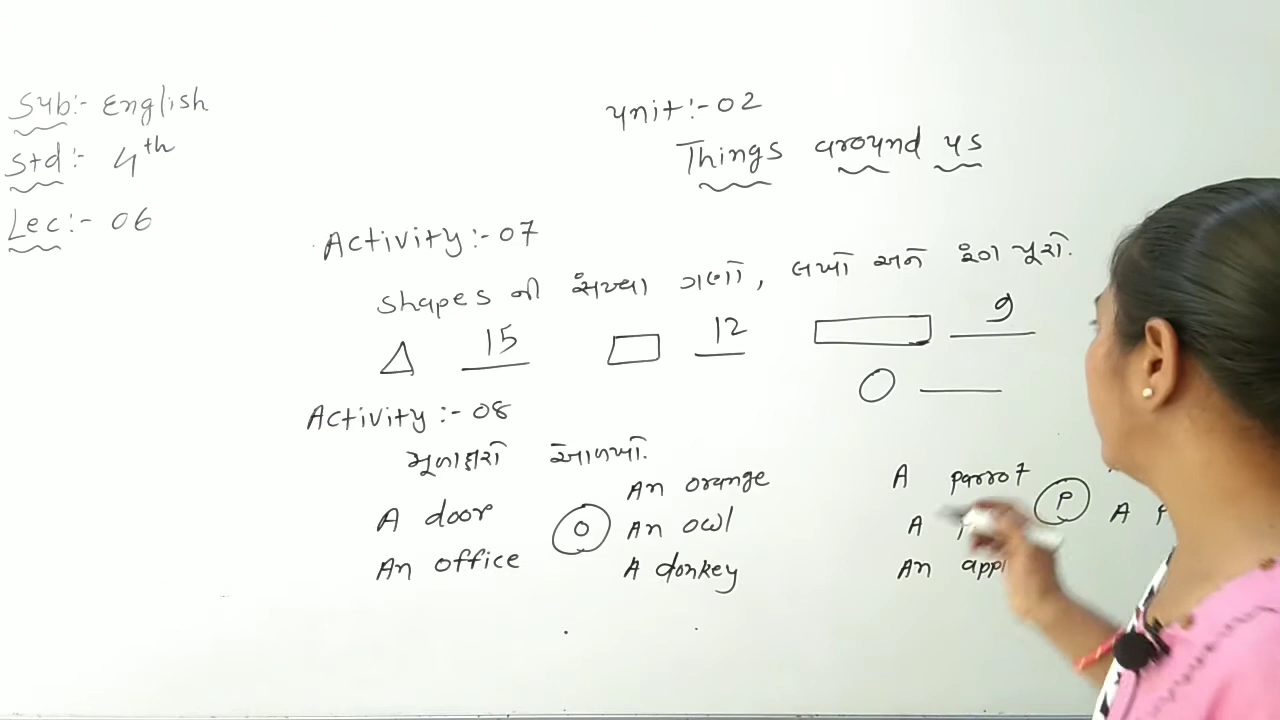 Sub:- English
Std:- 4th
Lec:- 06
Unit:-02
Things around us
Activity:-07
Shapes ની સંખ્યા ગણો, લખો અને રંગ પૂરો.
15
12
9
Activity:-08
મૂળાક્ષરો ઓળખો.
A door
An office
O
An orange
An owl
A donkey
A parrot
A
An
P
A